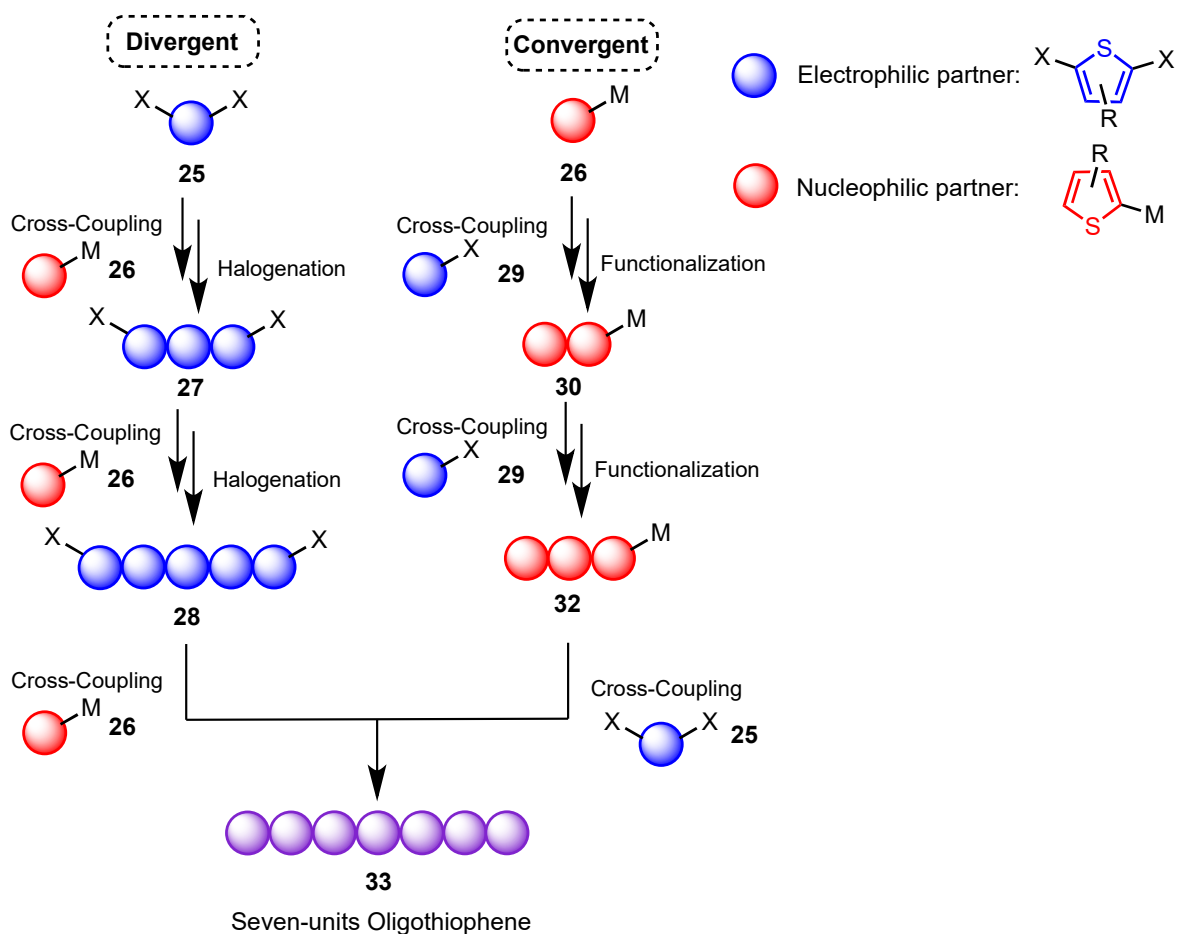 Divergent
X X
25
Cross-Coupling
M
26
Halogenation
X X
27
Cross-Coupling
M
26
Halogenation
X X
28
Cross-Coupling
M
26
Convergent
M
26
Cross-Coupling
X
29
Functionalization
M
30
Cross-Coupling
X
29
Functionalization
M
32
Cross-Coupling
X X
25
33
Seven-units Oligothiophene
Electrophilic partner:
X S X
R
Nucleophilic partner:
R
S M